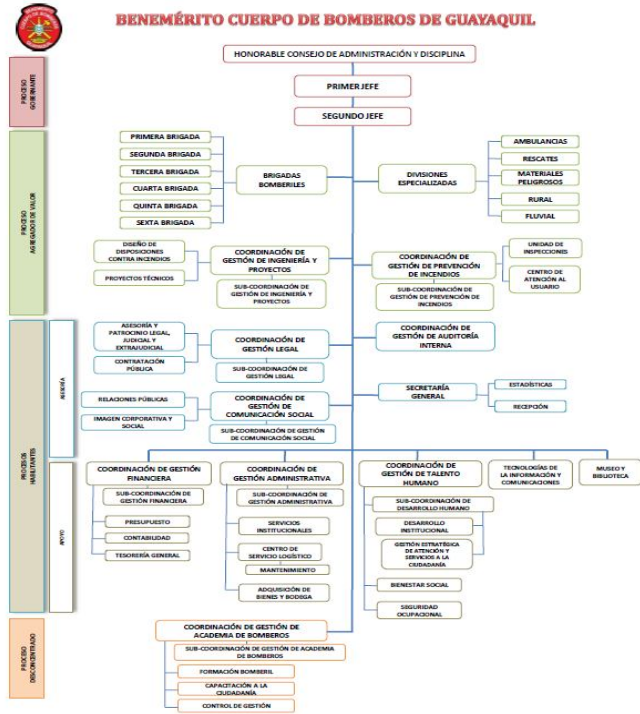 BENEMÉRITO CUERPO DE BOMBEROS DE GUAYAQUIL
HONORABLE CONSEJO DE ADMINISTRACIÓN Y DISCIPLINA
PRIMER JEFE
SEGUNDO JEFE
PROCESO
GOBERNANTE
PROCESO
AGREGADOR DE VALOR
PRIMERA BRIGADA
SEGUNDA BRIGADA
TERCERA BRIGADA
CUARTA BRIGADA
QUINTA BRIGADA
SEXTA BRIGADA
BRIGADAS
BOMBERILES
DIVISIONES
ESPECIALIZADAS
AMBULANCIAS
RESCATES
MATERIALES
PELIGROSOS
RURAL
FLUVIAL
DISEÑO DE
DISPOSICIONES
CONTRA INCENDIOS
PROYECTOS TÉCNICOS
COORDINACIÓN DE
GESTIÓN DE INGENIERÍA Y
PROYECTOS
SUB-COORDINACIÓN DE
GESTIÓN DE INGENIERÍA Y
PROYECTOS
COORDINACIÓN DE
GESTIÓN DE PREVENCIÓN
DE INCENDIOS
SUB-COORDINACIÓN DE
GESTIÓN DE PREVENCIÓN DE
INCENDIOS
UNIDAD DE
INSPECCIONES
CENTRO DE
ATENCIÓN AL
USUARIO
PROCESOS
HABILITANTES
ASESORÍA
ASESORÍA Y
PATROCINIO LEGAL,
JUDICIAL Y
EXTRAJUDICIAL
CONTRATACIÓN
PÚBLICA
COORDINACIÓN DE
GESTIÓN LEGAL
SUB-COORDINACIÓN DE
GESTIÓN LEGAL
COORDINACIÓN DE
GESTIÓN DE AUDITORÍA
INTERNA
RELACIONES PÚBLICAS
IMAGEN CORPORATIVA Y
SOCIAL
COORDINACIÓN DE
GESTIÓN DE
COMUNICACIÓN SOCIAL
SUB-COORDINACIÓN DE GESTIÓN
DE COMUNICACIÓN SOCIAL
SECRETARÍA
GENERAL
ESTADÍSTICAS
RECEPCIÓN
APOYO
COORDINACIÓN DE GESTIÓN
FINANCIERA
SUB-COORDINACIÓN DE
GESTIÓN FINANCIERA
PRESUPUESTO
CONTABILIDAD
TESORERÍA GENERAL
COORDINACIÓN DE
GESTIÓN ADMINISTRATIVA
SUB-COORDINACIÓN DE
GESTIÓN ADMINISTRATIVA
SERVICIOS
INSTITUCIONALES
CENTRO DE
SERVICIO LOGÍSTICO
MANTENIMIENTO
ADQUISICIÓN DE
BIENES Y BODEGA
COORDINACIÓN DE
GESTIÓN DE TALENTO
HUMANO
SUB-COORDINACIÓN DE
DESARROLLO HUMANO
DESARROLLO
INSTITUCIONAL
GESTIÓN ESTRATÉGICA
DE ATENCIÓN Y
SERVICIOS A LA
CIUDADANÍA
BIENESTAR SOCIAL
SEGURIDAD
OCUPACIONAL
TECNOLOGÍAS DE
LA INFORMACIÓN Y
COMUNICACIONES
MUSEO Y
BIBLIOTECA
PROCESO
DESCONCENTRADO
COORDINACIÓN DE GESTIÓN DE
ACADEMIA DE BOMBEROS
SUB-COORDINACIÓN DE GESTIÓN DE ACADEMIA
DE BOMBEROS
FORMACIÓN BOMBERIL
CAPACITACIÓN A LA
CIUDADANÍA
CONTROL DE GESTIÓN